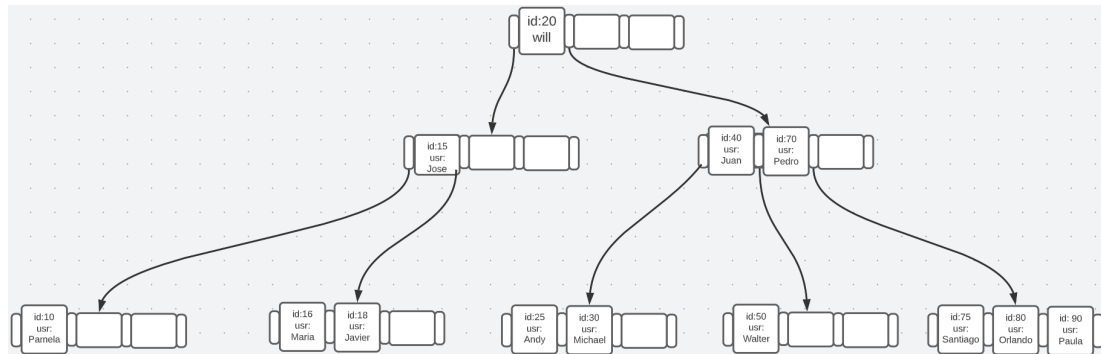 id:20
will
id:15
usr:
Jose
id:40
usr:
Juan
id:70
usr:
Pedro
id:10
usr:
Pamela
id:16
usr:
Maria
id:18
usr:
Javier
id:25
usr:
Andy
id:30
usr:
Michael
id:50
usr:
Walter
id:75
usr:
Santiago
id:80
usr:
Orlando
id: 90
usr:
Paula